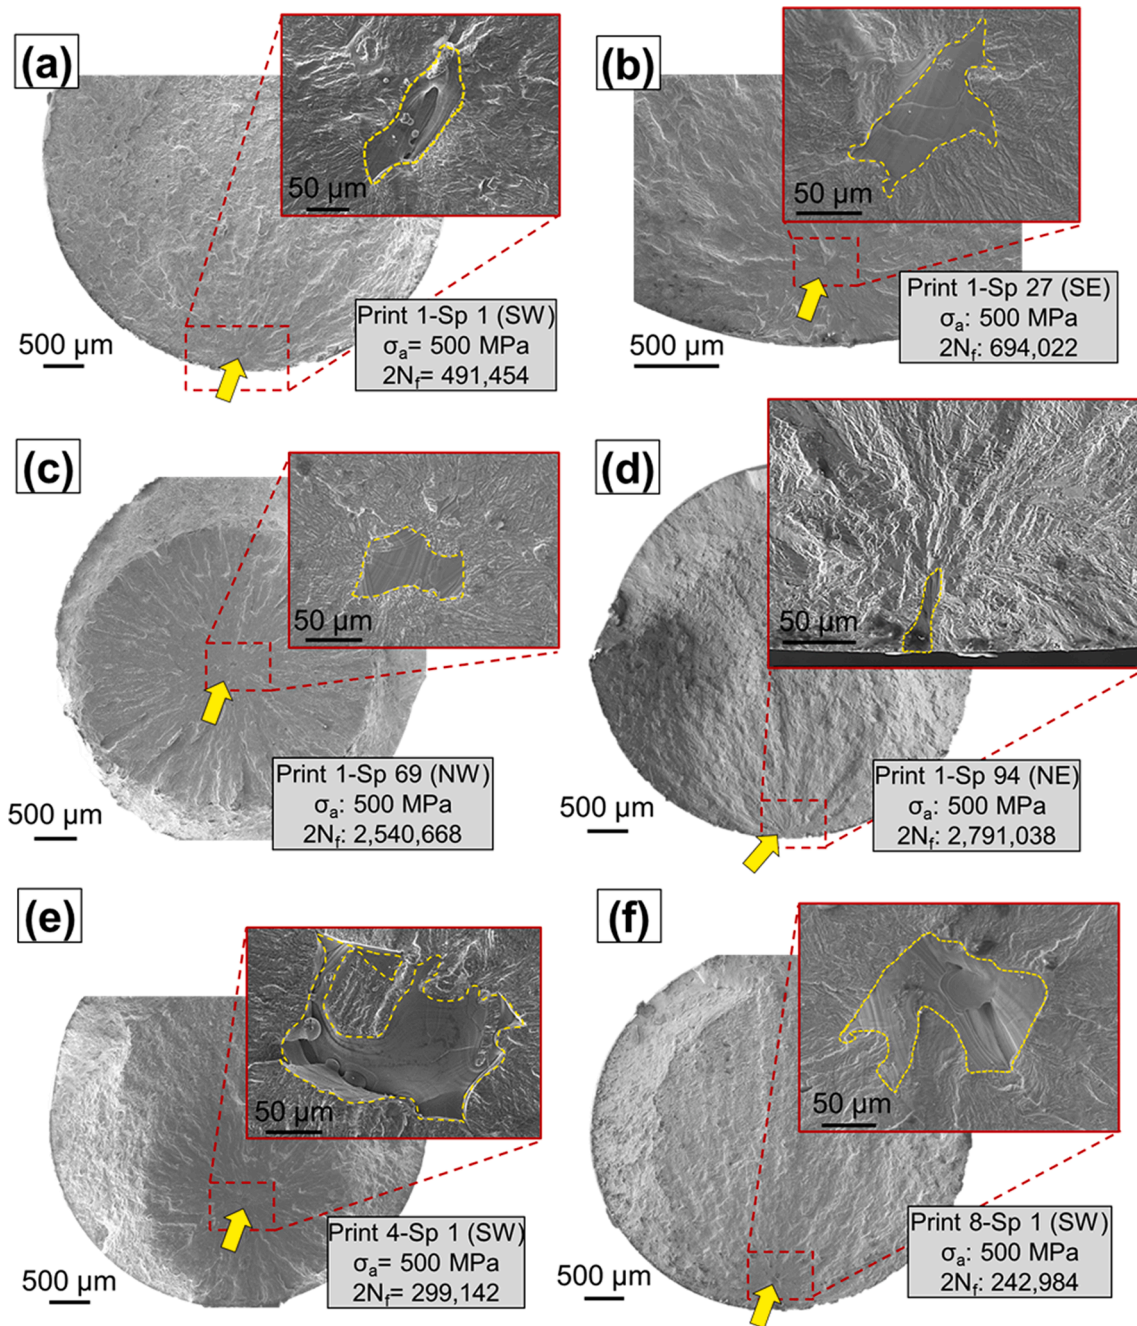 (a)
50 µm
500 µm
Print 1-Sp 1 (SW)
σa= 500 MPa
2Nf= 491,454
(b)
50 µm
500 µm
Print 1-Sp 27 (SE)
σa: 500 MPa
2Nf: 694,022
(c)
50 µm
500 µm
Print 1-Sp 69 (NW)
σa: 500 MPa
2Nf: 2,540,668
(d)
50 µm
500 µm
Print 1-Sp 94 (NE)
σa: 500 MPa
2Nf: 2,791,038
(e)
50 µm
500 µm
Print 4-Sp 1 (SW)
σa= 500 MPa
2Nf= 299,142
(f)
50 µm
500 µm
Print 8-Sp 1 (SW)
σa: 500 MPa
2Nf: 242,984